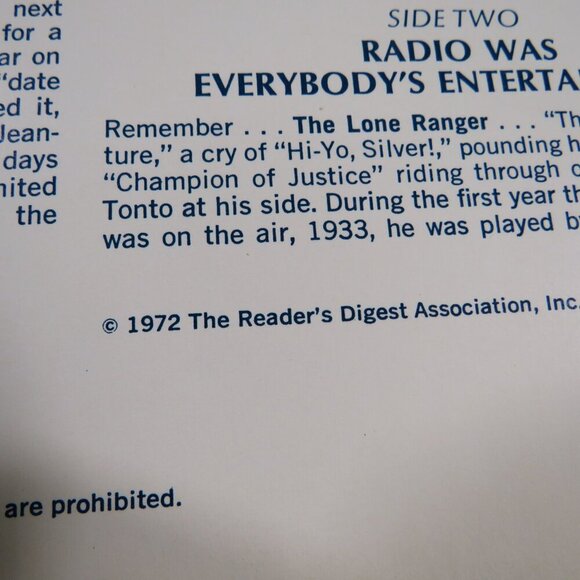 next
for a
ar on
“date
ed it,
Jean-
days
nited
the
SIDE TWO
RADIO WAS
EVERYBODY’S ENTERTA
Remember . . . The Lone Ranger . . . “Th
ture,” a cry of “Hi-Yo, Silver!,” pounding h
“Champion of Justice” riding through
Tonto at his side. During the first year th
was on the air, 1933, he was played b
© 1972 The Reader’s Digest Association, Inc.
are prohibited.